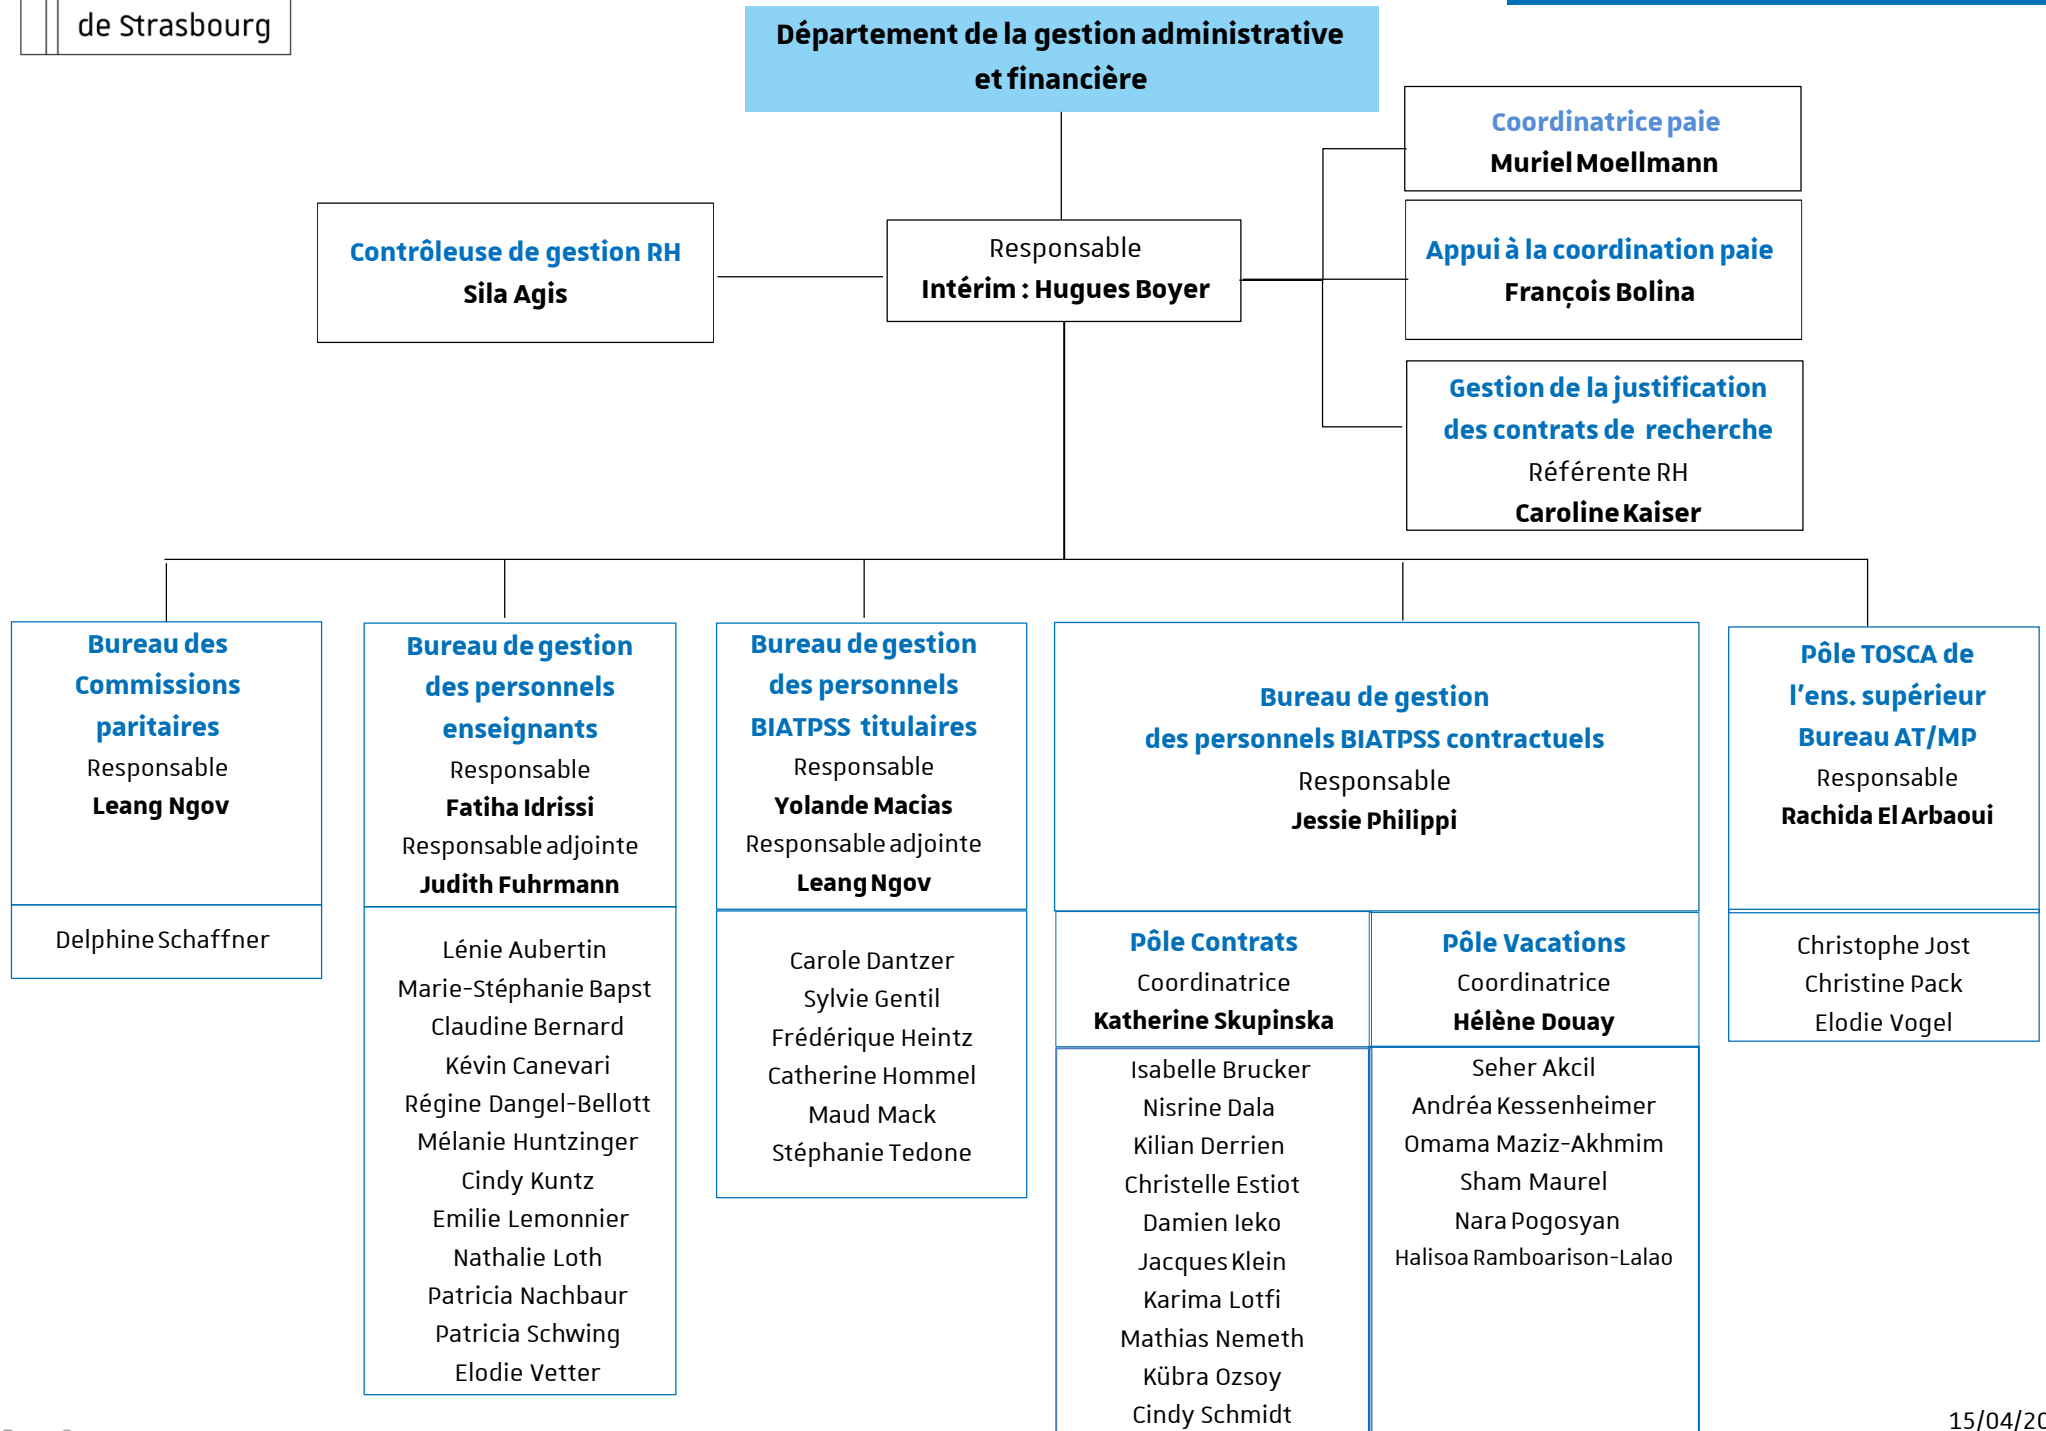 de Strasbourg
Département de la gestion administrative
et financière
Coordinatrice paie
Muriel Moellmann
Contrôleuse de gestion RH
Sila Agis
Responsable
Intérim : Hugues Boyer
Appui à la coordination paie
François Bolina
Gestion de la justification
des contrats de recherche
Référente RH
Caroline Kaiser
Bureau des
Commissions
paritaires
Responsable
Leang Ngov
Delphine Schaffner
Bureau de gestion
des personnels
enseignants
Responsable
Fatiha Idrissi
Responsable adjointe
Judith Fuhrmann
Lénie Aubertin
Marie-Stéphanie Bapst
Claudine Bernard
Kévin Canevari
Régine Dangel-Bellott
Mélanie Huntzinger
Cindy Kuntz
Emilie Lemonnier
Nathalie Loth
Patricia Nachbaur
Patricia Schwing
Elodie Vetter
Bureau de gestion
des personnels
BIATPSS titulaires
Responsable
Yolande Macias
Responsable adjointe
Leang Ngov
Carole Dantzer
Sylvie Gentil
Frédérique Heintz
Catherine Hommel
Maud Mack
Stéphanie Tedone
Bureau de gestion
des personnels BIATPSS contractuels
Responsable
Jessie Philippi
Pôle Contrats
Coordinatrice
Katherine Skupinska
Isabelle Brucker
Nisrine Dala
Kilian Derrien
Christelle Estiot
Damien Ieko
Jacques Klein
Karima Lotfi
Mathias Nemeth
Kübra Ozsoy
Cindy Schmidt
Pôle Vacations
Coordinatrice
Hélène Douay
Seher Akcil
Andréa Kessenheimer
Omama Maziz-Akhmim
Sham Maurel
Nara Pogosyan
Halisoa Ramboarison-Lalao
Pôle TOSCA de
l'ens. supérieur
Bureau AT/MP
Responsable
Rachida El Arbaoui
Christophe Jost
Christine Pack
Elodie Vogel
15/04/20